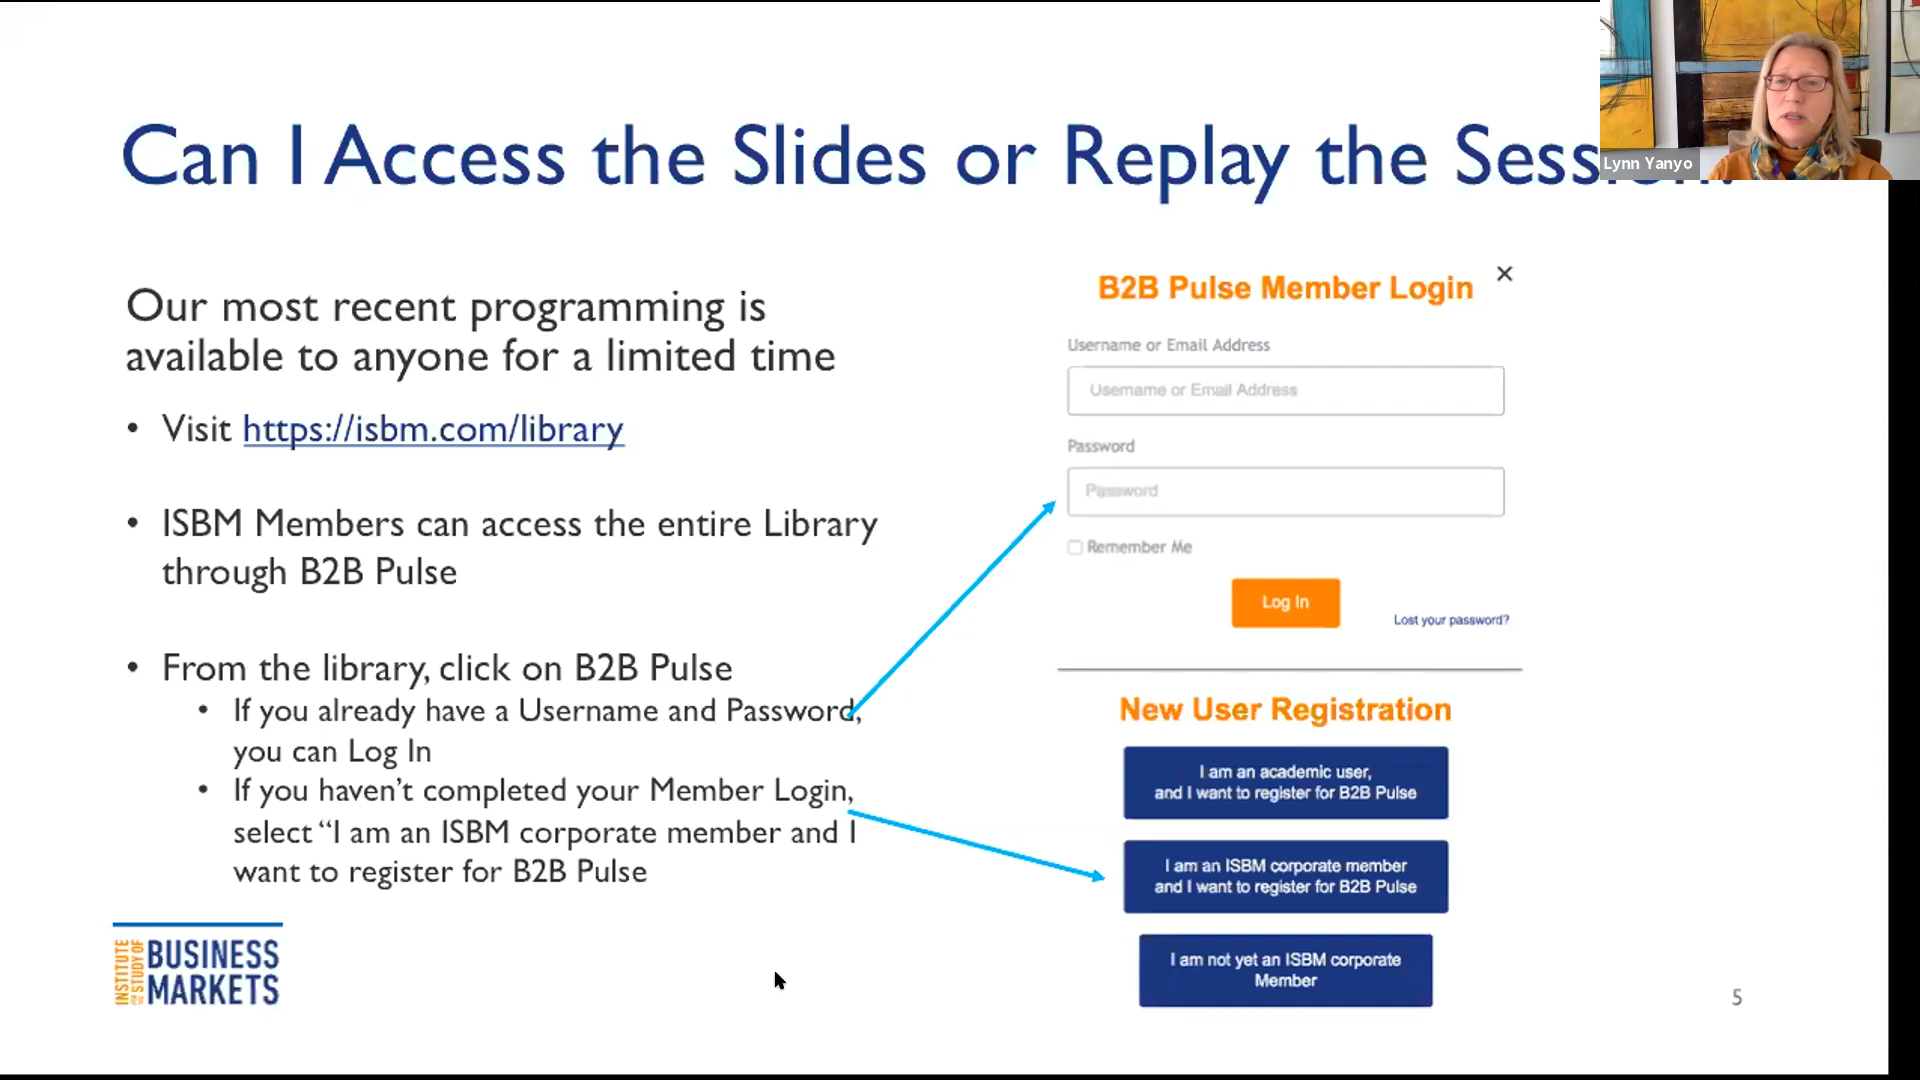 Can I Access the Slides or Replay the Sess
Lynn Yanyo
Our most recent programming is
available to anyone for a limited time
• Visit https://isbm.com/library
• ISBM Members can access the entire Library
through B2B Pulse
• From the library, click on B2B Pulse
• If you already have a Username and Password,
you can Log In
• If you haven't completed your Member Login,
select “I am an ISBM corporate member and I
want to register for B2B Pulse
INSTITUTE
FOR THE STUDY OF
BUSINESS
MARKETS
B2B Pulse Member Login
Username or Email Address
Username or Email Address
Password
Password
Remember Me
Log In
Lost your password?
New User Registration
I am an academic user,
and I want to register for B2B Pulse
I am an ISBM corporate member
and I want to register for B2B Pulse
I am not yet an ISBM corporate
Member
5